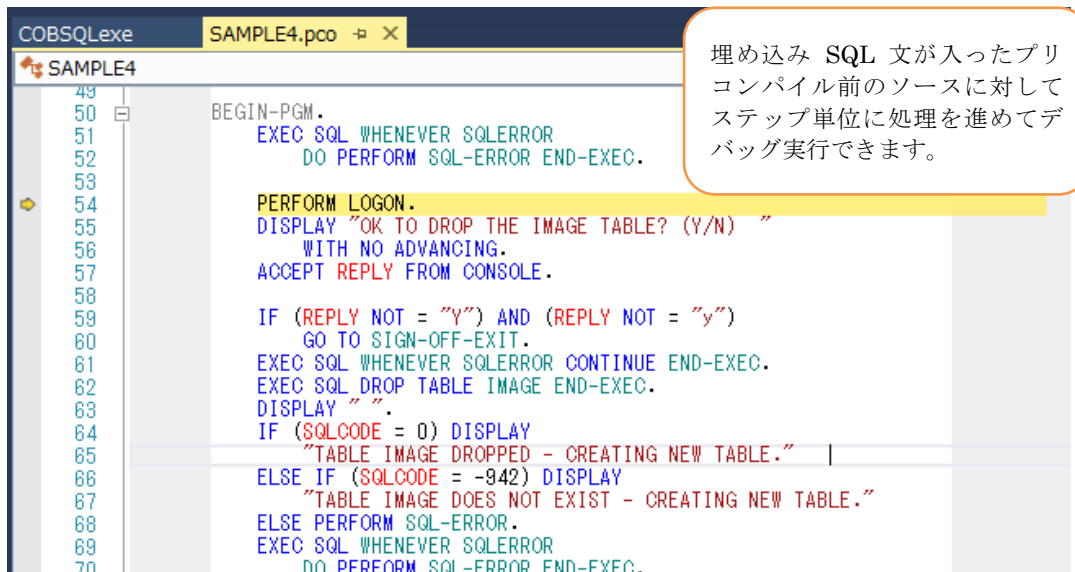 COBSQLexe SAMPLE4.pco
埋め込み SQL 文が入ったプリ
コンパイル前のソースに対して
ステップ単位に処理を進めてデ
バッグ実行できます。
SAMPLE4
49
50 BEGIN-PGM.
51 EXEC SQL WHENEVER SQLERROR
52 DO PERFORM SQL-ERROR END-EXEC.
53
54 PERFORM LOGON.
55 DISPLAY "OK TO DROP THE IMAGE TABLE? (Y/N)  "
56 WITH NO ADVANCING.
57 ACCEPT REPLY FROM CONSOLE.
58
59 IF (REPLY NOT = "Y") AND (REPLY NOT = "y")
60 GO TO SIGN-OFF-EXIT.
61 EXEC SQL WHENEVER SQLERROR CONTINUE END-EXEC.
62 EXEC SQL DROP TABLE IMAGE END-EXEC.
63 DISPLAY " ".
64 IF (SQLCODE = 0) DISPLAY
65 "TABLE IMAGE DROPPED - CREATING NEW TABLE."
66 ELSE IF (SQLCODE = -942) DISPLAY
67 "TABLE IMAGE DOES NOT EXIST - CREATING NEW TABLE."
68 ELSE PERFORM SQL-ERROR.
69 EXEC SQL WHENEVER SQLERROR
70 DO PERFORM SQL-ERROR END-EXEC.